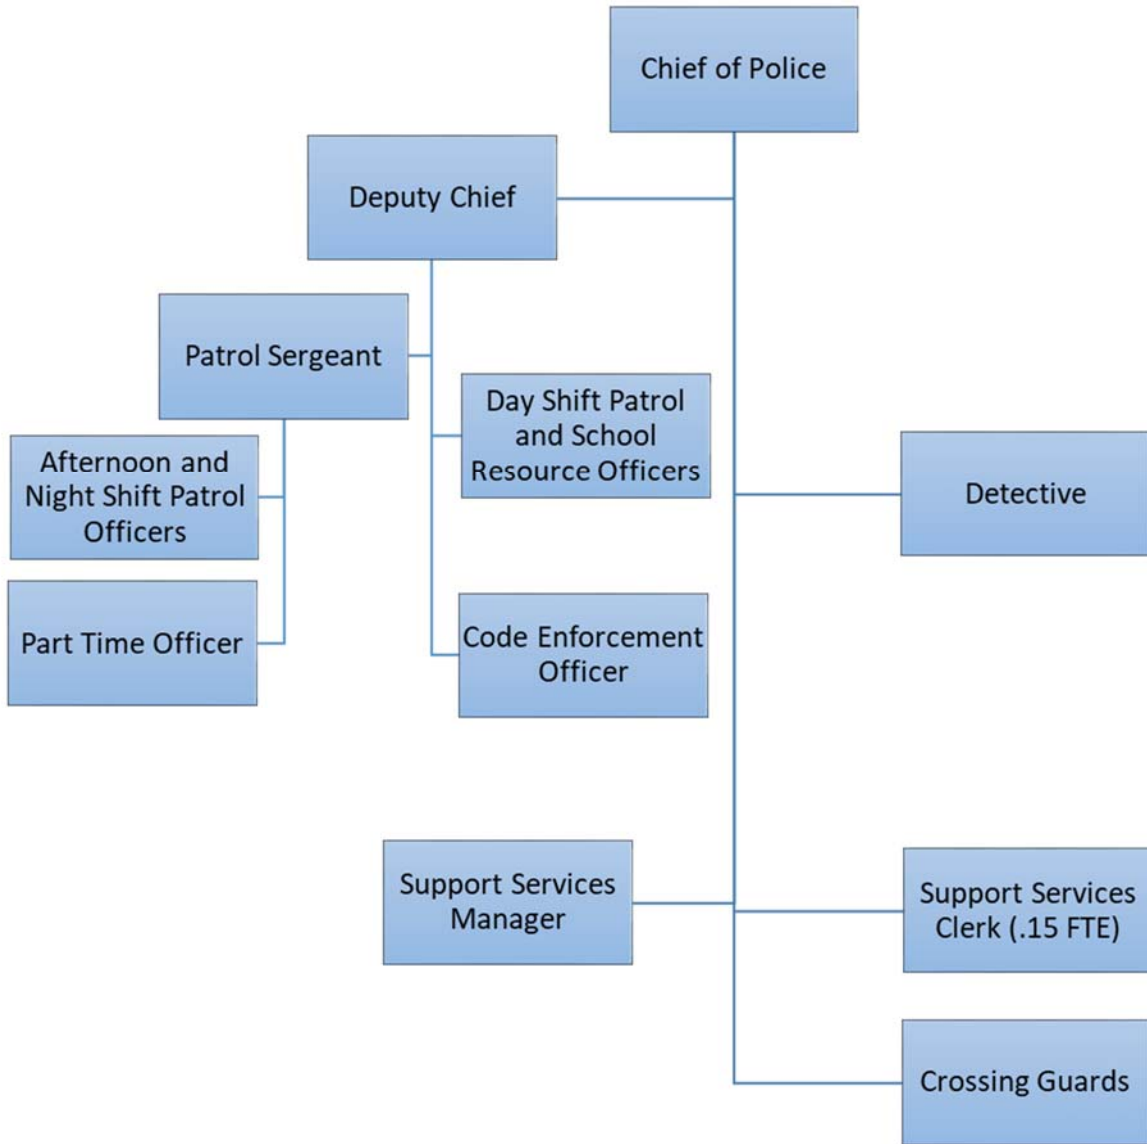 Chief of Police
Deputy Chief
Patrol Sergeant
Day Shift Patrol
and School
Resource Officers
Afternoon and
Night Shift Patrol
Officers
Detective
Part Time Officer
Code Enforcement
Officer
Support Services
Manager
Support Services
Clerk (.15 FTE)
Crossing Guards